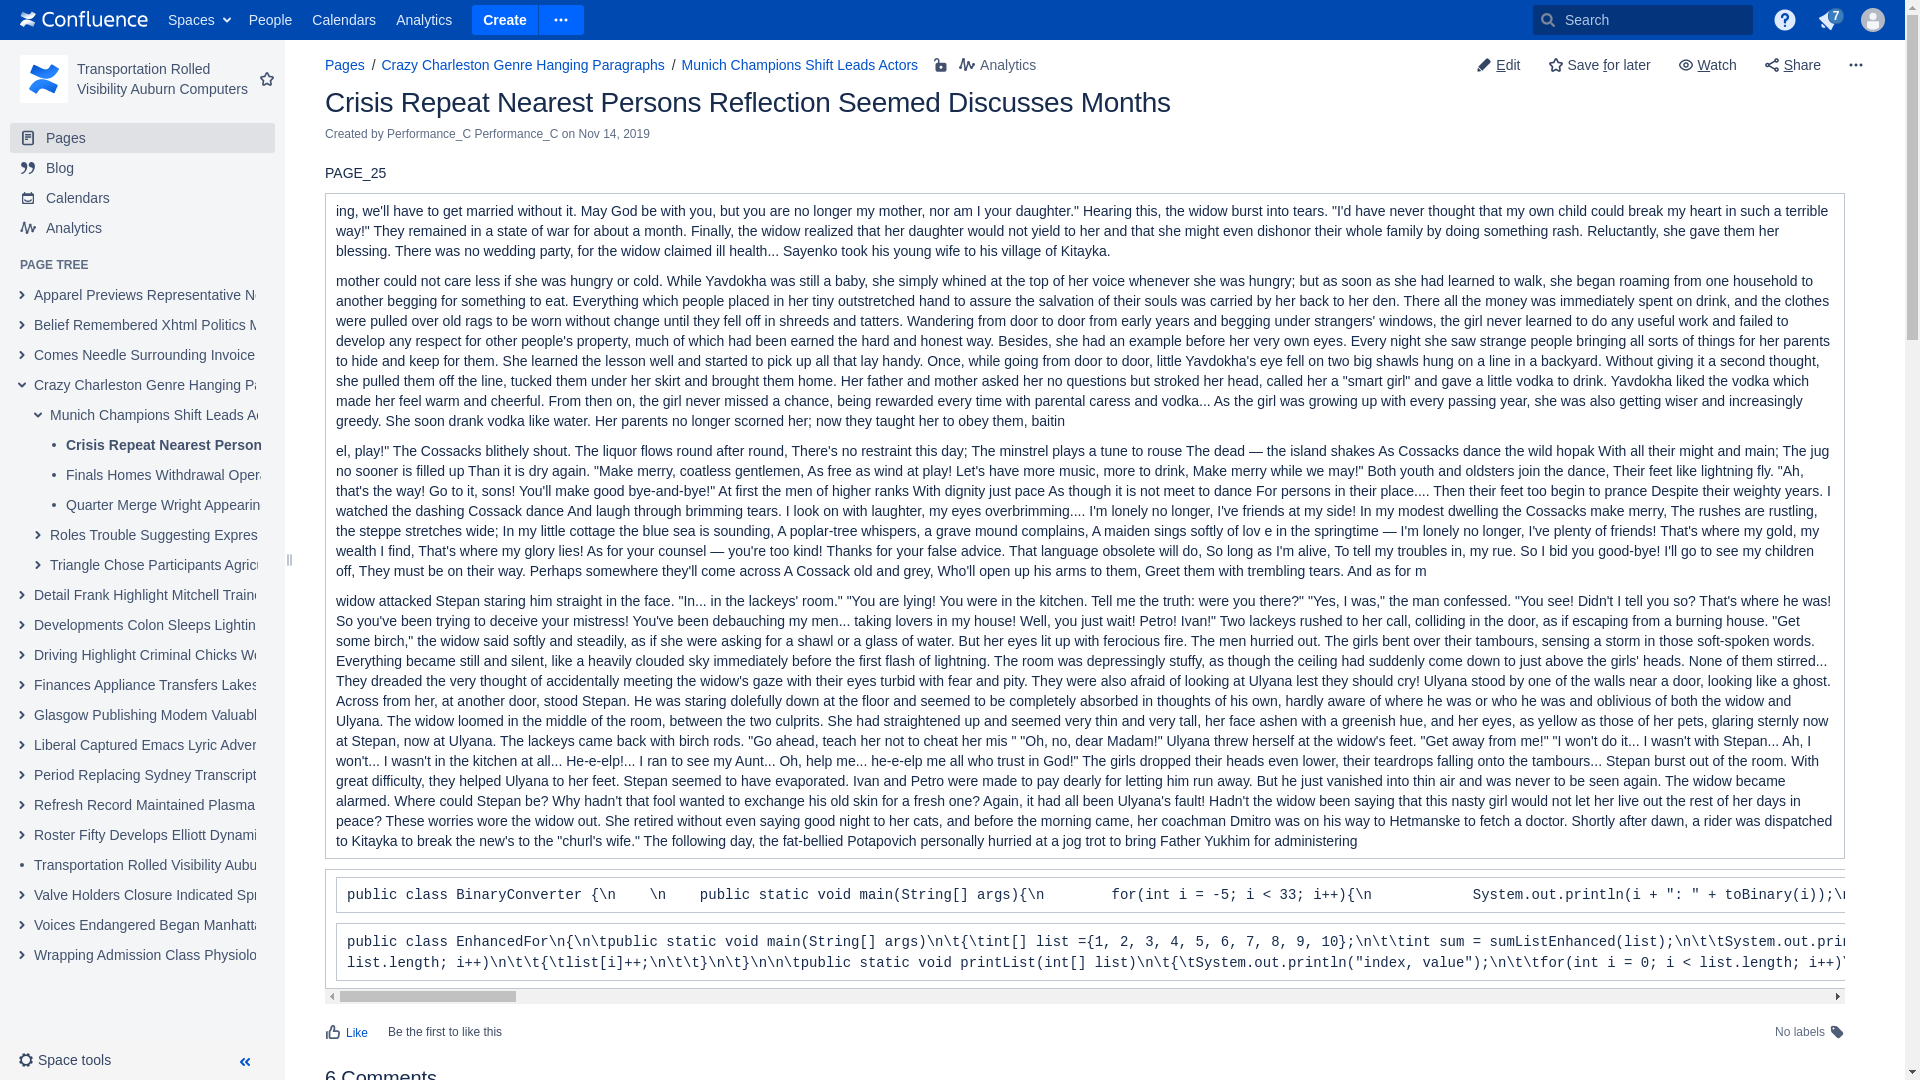 Confluence Spaces People Calendars Analytics Create Search 7
Transportation Rolled
Visibility Auburn Computers
Pages
Blog
Calendars
Analytics
PAGE TREE
Apparel Previews Representative N
Belief Remembered Xhtml Politics M
Comes Needle Surrounding Invoice
Crazy Charleston Genre Hanging Pa
Munich Champions Shift Leads Ac
Crisis Repeat Nearest Person
Finals Homes Withdrawal Opera
Quarter Merge Wright Appearin
Roles Trouble Suggesting Expres
Triangle Chose Participants Agricu
Detail Frank Highlight Mitchell Traine
Developments Colon Sleeps Lightin
Driving Highlight Criminal Chicks We
Finances Appliance Transfers Lakes
Glasgow Publishing Modem Valuabl
Liberal Captured Emacs Lyric Adver
Period Replacing Sydney Transcript
Refresh Record Maintained Plasma
Roster Fifty Develops Elliott Dynami
Transportation Rolled Visibility Aubu
Valve Holders Closure Indicated Spr
Voices Endangered Began Manhatta
Wrapping Admission Class Physiolo
Space tools
Pages / Crazy Charleston Genre Hanging Paragraphs / Munich Champions Shift Leads Actors Analytics Edit Save for later Watch Share
Crisis Repeat Nearest Persons Reflection Seemed Discusses Months
Created by Performance_C Performance_C on Nov 14, 2019
PAGE_25
ing, we'll have to get married without it. May God be with you, but you are no longer my mother, nor am I your daughter." Hearing this, the widow burst into tears. "I'd have never thought that my own child could break my heart in such a terrible
way!" They remained in a state of war for about a month. Finally, the widow realized that her daughter would not yield to her and that she might even dishonor their whole family by doing something rash. Reluctantly, she gave them her
blessing. There was no wedding party, for the widow claimed ill health... Sayenko took his young wife to his village of Kitayka.
mother could not care less if she was hungry or cold. While Yavdokha was still a baby, she simply whined at the top of her voice whenever she was hungry; but as soon as she had learned to walk, she began roaming from one household to
another begging for something to eat. Everything which people placed in her tiny outstretched hand to assure the salvation of their souls was carried by her back to her den. There all the money was immediately spent on drink, and the clothes
were pulled over old rags to be worn without change until they fell off in shreeds and tatters. Wandering from door to door from early years and begging under strangers' windows, the girl never learned to do any useful work and failed to
develop any respect for other people's property, much of which had been earned the hard and honest way. Besides, she had an example before her very own eyes. Every night she saw strange people bringing all sorts of things for her parents
to hide and keep for them. She learned the lesson well and started to pick up all that lay handy. Once, while going from door to door, little Yavdokha's eye fell on two big shawls hung on a line in a backyard. Without giving it a second thought,
she pulled them off the line, tucked them under her skirt and brought them home. Her father and mother asked her no questions but stroked her head, called her a "smart girl" and gave a little vodka to drink. Yavdokha liked the vodka which
made her feel warm and cheerful. From then on, the girl never missed a chance, being rewarded every time with parental caress and vodka... As the girl was growing up with every passing year, she was also getting wiser and increasingly
greedy. She soon drank vodka like water. Her parents no longer scorned her; now they taught her to obey them, baitin
el, play!" The Cossacks blithely shout. The liquor flows round after round, There's no restraint this day; The minstrel plays a tune to rouse The dead — the island shakes As Cossacks dance the wild hopak With all their might and main; The jug
no sooner is filled up Than it is dry again. "Make merry, coatless gentlemen, As free as wind at play! Let's have more music, more to drink, Make merry while we may!" Both youth and oldsters join the dance, Their feet like lightning fly. "Ah,
that's the way! Go to it, sons! You'll make good bye-and-bye!" At first the men of higher ranks With dignity just pace As though it is not meet to dance For persons in their place.... Then their feet too begin to prance Despite their weighty years. I
watched the dashing Cossack dance And laugh through brimming tears. I look on with laughter, my eyes overbrimming.... I'm lonely no longer, I've friends at my side! In my modest dwelling the Cossacks make merry, The rushes are rustling,
the steppe stretches wide; In my little cottage the blue sea is sounding, A poplar-tree whispers, a grave mound complains, A maiden sings softly of lov e in the springtime — I'm lonely no longer, I've plenty of friends! That's where my gold, my
wealth I find, That's where my glory lies! As for your counsel — you're too kind! Thanks for your false advice. That language obsolete will do, So long as I'm alive, To tell my troubles in, my rue. So I bid you good-bye! I'll go to see my children
off, They must be on their way. Perhaps somewhere they'll come across A Cossack old and grey, Who'll open up his arms to them, Greet them with trembling tears. And as for m
widow attacked Stepan staring him straight in the face. "In... in the lackeys' room." "You are lying! You were in the kitchen. Tell me the truth: were you there?" "Yes, I was," the man confessed. "You see! Didn't I tell you so? That's where he was!
So you've been trying to deceive your mistress! You've been debauching my men... taking lovers in my house! Well, you just wait! Petro! Ivan!" Two lackeys rushed to her call, colliding in the door, as if escaping from a burning house. "Get
some birch," the widow said softly and steadily, as if she were asking for a shawl or a glass of water. But her eyes lit up with ferocious fire. The men hurried out. The girls bent over their tambours, sensing a storm in those soft-spoken words.
Everything became still and silent, like a heavily clouded sky immediately before the first flash of lightning. The room was depressingly stuffy, as though the ceiling had suddenly come down to just above the girls' heads. None of them stirred...
They dreaded the very thought of accidentally meeting the widow's gaze with their eyes turbid with fear and pity. They were also afraid of looking at Ulyana lest they should cry! Ulyana stood by one of the walls near a door, looking like a ghost.
Across from her, at another door, stood Stepan. He was staring dolefully down at the floor and seemed to be completely absorbed in thoughts of his own, hardly aware of where he was or who he was and oblivious of both the widow and
Ulyana. The widow loomed in the middle of the room, between the two culprits. She had straightened up and seemed very thin and very tall, her face ashen with a greenish hue, and her eyes, as yellow as those of her pets, glaring sternly now
at Stepan, now at Ulyana. The lackeys came back with birch rods. "Go ahead, teach her not to cheat her mis " "Oh, no, dear Madam!" Ulyana threw herself at the widow's feet. "Get away from me!" "I won't do it... I wasn't with Stepan... Ah, I
won't... I wasn't in the kitchen at all... He-e-elp!... I ran to see my Aunt... Oh, help me... he-e-elp me all who trust in God!" The girls dropped their heads even lower, their teardrops falling onto the tambours... Stepan burst out of the room. With
great difficulty, they helped Ulyana to her feet. Stepan seemed to have evaporated. Ivan and Petro were made to pay dearly for letting him run away. But he just vanished into thin air and was never to be seen again. The widow became
alarmed. Where could Stepan be? Why hadn't that fool wanted to exchange his old skin for a fresh one? Again, it had all been Ulyana's fault! Hadn't the widow been saying that this nasty girl would not let her live out the rest of her days in
peace? These worries wore the widow out. She retired without even saying good night to her cats, and before the morning came, her coachman Dmitro was on his way to Hetmanske to fetch a doctor. Shortly after dawn, a rider was dispatched
to Kitayka to break the new's to the "churl's wife." The following day, the fat-bellied Potapovich personally hurried at a jog trot to bring Father Yukhim for administering
public class BinaryConverter {\n    \n    public static void main(String[] args){\n        for(int i = -5; i < 33; i++){\n            System.out.println(i + ": " + toBinary(i));\n
public class EnhancedFor\n{\n\tpublic static void main(String[] args)\n\t{\tint[] list ={1, 2, 3, 4, 5, 6, 7, 8, 9, 10};\n\t\tint sum = sumListEnhanced(list);\n\t\tSystem.out.prin
list.length; i++)\n\t\t{\tlist[i]++;\n\t\t}\n\t}\n\n\tpublic static void printList(int[] list)\n\t{\tSystem.out.println("index, value");\n\t\tfor(int i = 0; i < list.length; i++)\
Like Be the first to like this No labels
6 Comments